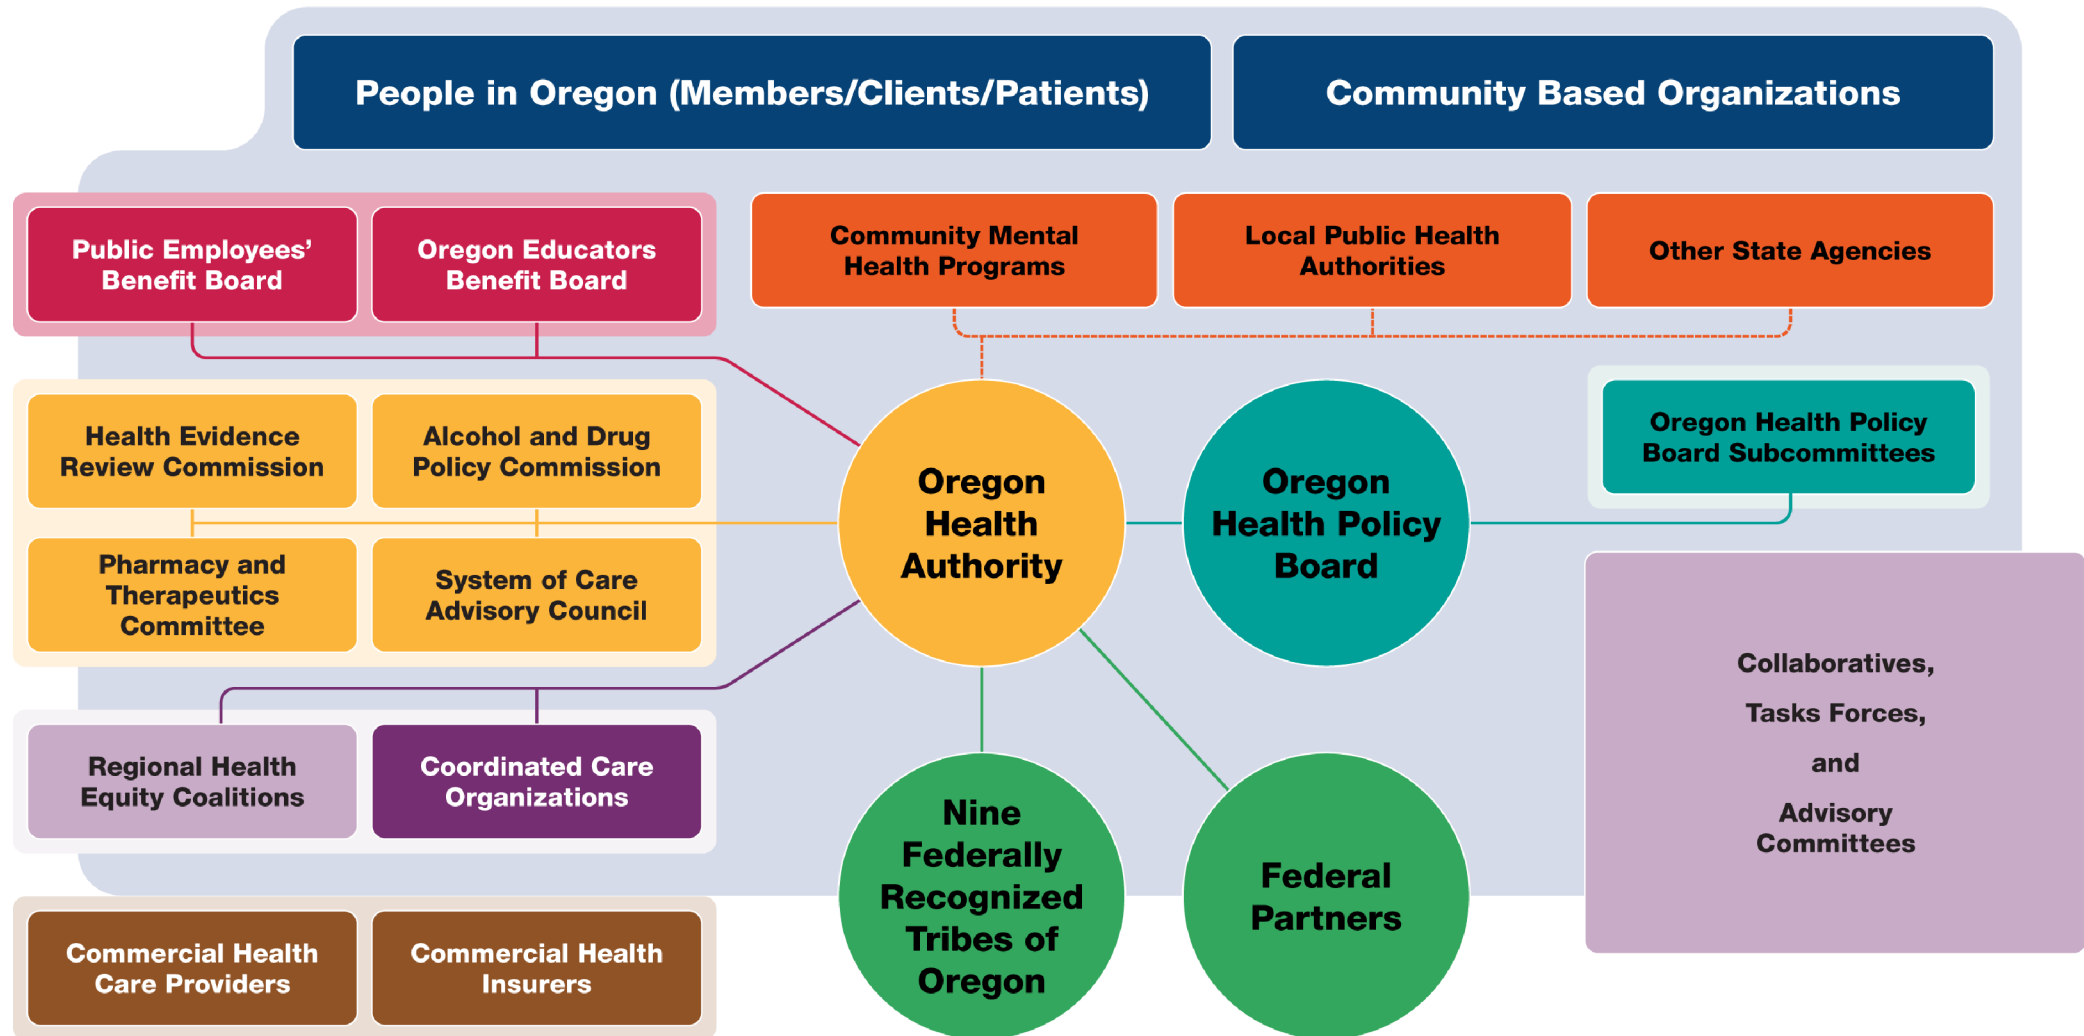 People in Oregon (Members/Clients/Patients)
Community Based Organizations
Public Employees’
Benefit Board
Oregon Educators
Benefit Board
Community Mental
Health Programs
Local Public Health
Authorities
Other State Agencies
Health Evidence
Review Commission
Alcohol and Drug
Policy Commission
Pharmacy and
Therapeutics
Committee
System of Care
Advisory Council
Oregon
Health
Authority
Oregon
Health Policy
Board
Oregon Health Policy
Board Subcommittees
Regional Health
Equity Coalitions
Coordinated Care
Organizations
Collaboratives,
Tasks Forces,
and
Advisory
Committees
Commercial Health
Care Providers
Commercial Health
Insurers
Nine
Federally
Recognized
Tribes of
Oregon
Federal
Partners